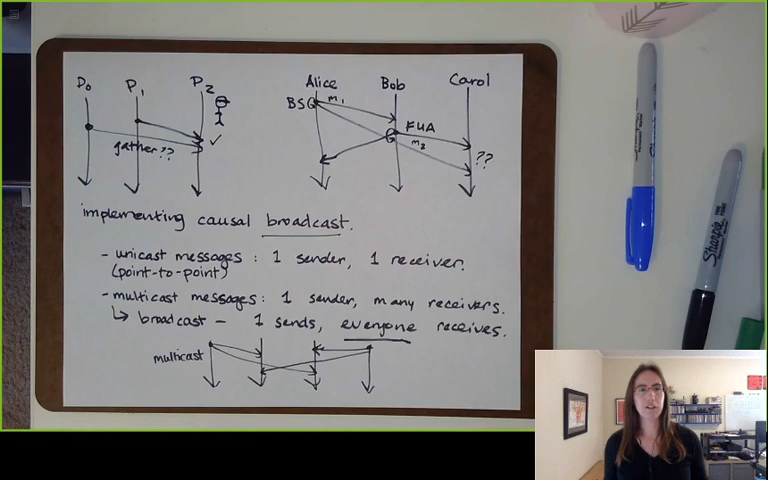 P0 P1 P2
gather??
Alice Bob Carol
BSG m1
FUA
m2
??
implementing causal broadcast.
- unicast messages: 1 sender, 1 receiver.
(point-to-point)
- multicast messages: 1 sender, many receivers.
↳ broadcast - 1 sends, everyone receives.
multicast
Sharpie